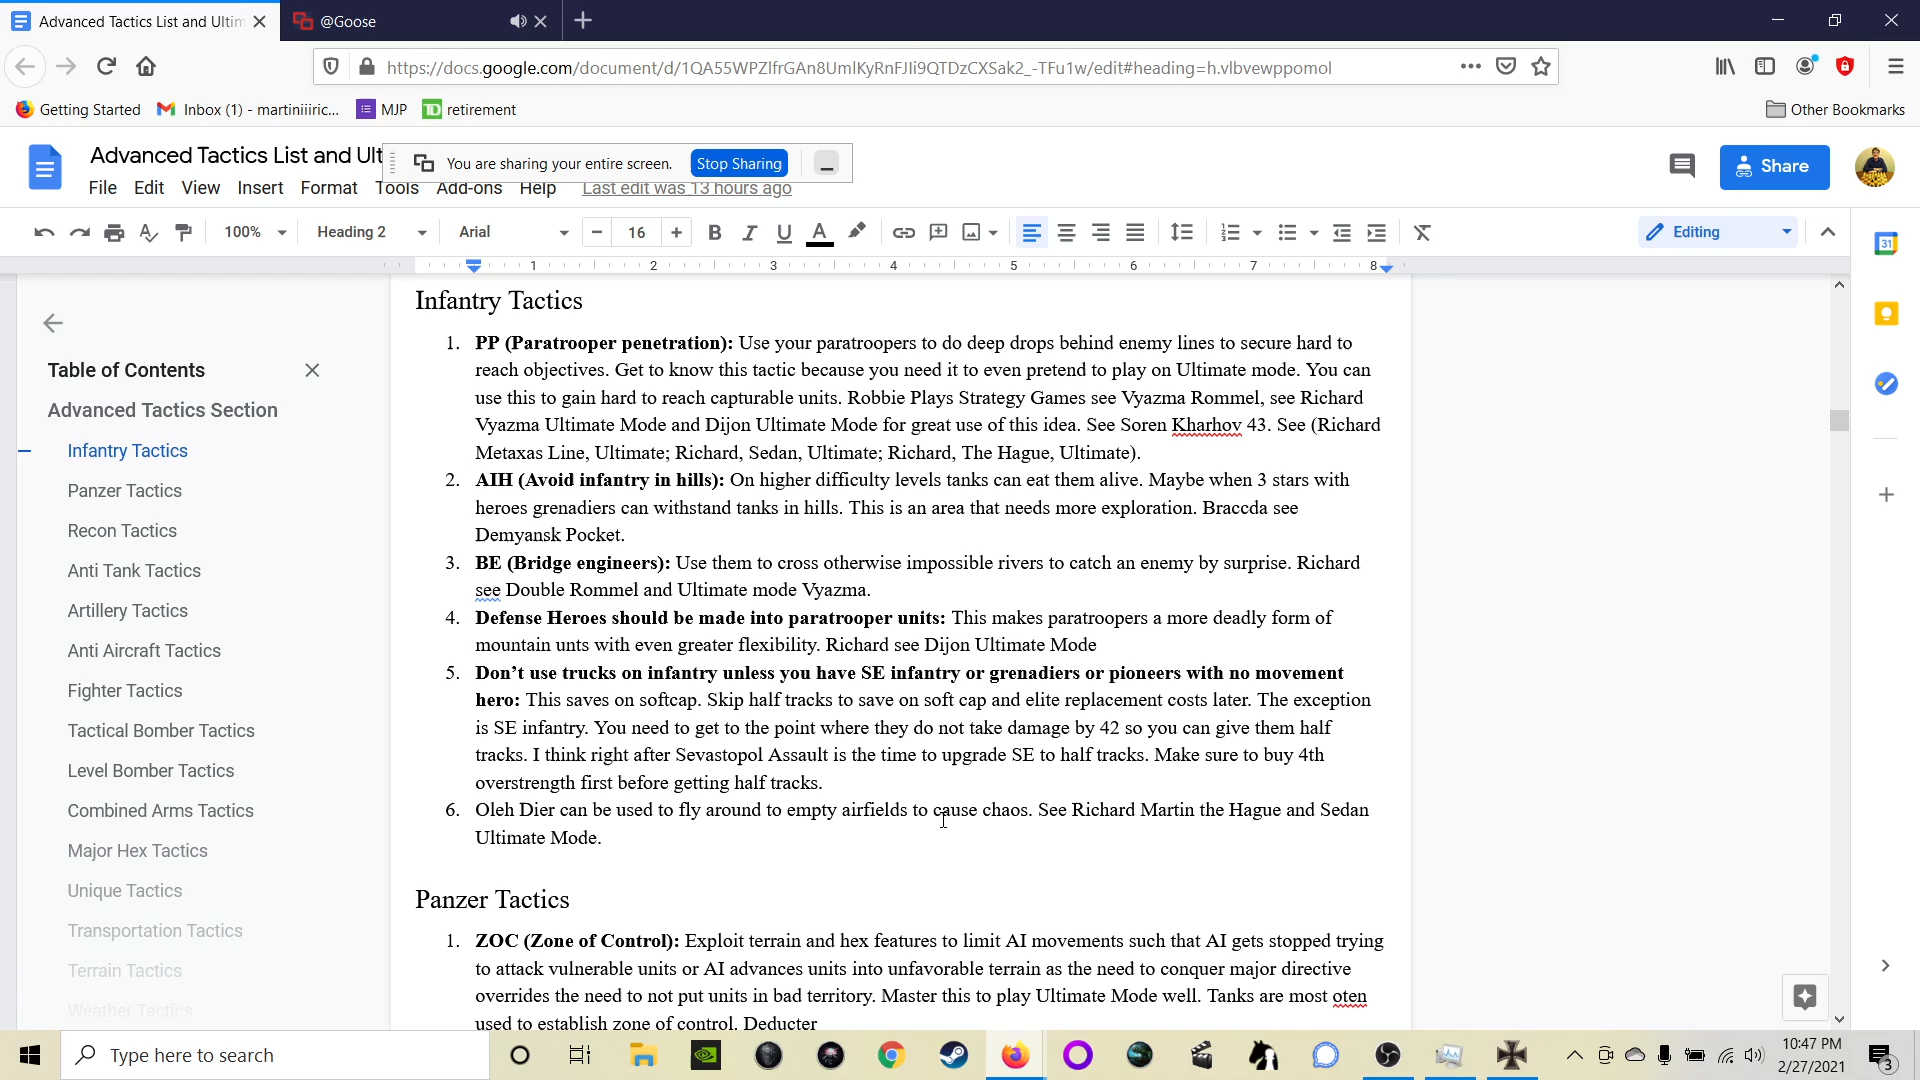 Advanced Tactics List and Ultim
@Goose
https://docs.google.com/document/d/1QA55WPZlfrGAn8UmlKyRnFJli9QTDzCXSak2_-TFu1w/edit#heading=h.vlbvewppomol
Getting Started
Inbox (1) - martiniiiric...
MJP
retirement
Other Bookmarks
Advanced Tactics List and Ult
You are sharing your entire screen.
Stop Sharing
Share
File Edit View Insert Format Tools Add-ons Help Last edit was 13 hours ago
100% Heading 2 Arial 16 Editing
1 2 3 4 5 6 7 8
Table of Contents
Advanced Tactics Section
Infantry Tactics
Panzer Tactics
Recon Tactics
Anti Tank Tactics
Artillery Tactics
Anti Aircraft Tactics
Fighter Tactics
Tactical Bomber Tactics
Level Bomber Tactics
Combined Arms Tactics
Major Hex Tactics
Unique Tactics
Transportation Tactics
Terrain Tactics
Weather Tactics
Infantry Tactics
1. PP (Paratrooper penetration): Use your paratroopers to do deep drops behind enemy lines to secure hard to
reach objectives. Get to know this tactic because you need it to even pretend to play on Ultimate mode. You can
use this to gain hard to reach capturable units. Robbie Plays Strategy Games see Vyazma Rommel, see Richard
Vyazma Ultimate Mode and Dijon Ultimate Mode for great use of this idea. See Soren Kharhov 43. See (Richard
Metaxas Line, Ultimate; Richard, Sedan, Ultimate; Richard, The Hague, Ultimate).
2. AIH (Avoid infantry in hills): On higher difficulty levels tanks can eat them alive. Maybe when 3 stars with
heroes grenadiers can withstand tanks in hills. This is an area that needs more exploration. Braccda see
Demyansk Pocket.
3. BE (Bridge engineers): Use them to cross otherwise impossible rivers to catch an enemy by surprise. Richard
see Double Rommel and Ultimate mode Vyazma.
4. Defense Heroes should be made into paratrooper units: This makes paratroopers a more deadly form of
mountain unts with even greater flexibility. Richard see Dijon Ultimate Mode
5. Don’t use trucks on infantry unless you have SE infantry or grenadiers or pioneers with no movement
hero: This saves on softcap. Skip half tracks to save on soft cap and elite replacement costs later. The exception
is SE infantry. You need to get to the point where they do not take damage by 42 so you can give them half
tracks. I think right after Sevastopol Assault is the time to upgrade SE to half tracks. Make sure to buy 4th
overstrength first before getting half tracks.
6. Oleh Dier can be used to fly around to empty airfields to cause chaos. See Richard Martin the Hague and Sedan
Ultimate Mode.
Panzer Tactics
1. ZOC (Zone of Control): Exploit terrain and hex features to limit AI movements such that AI gets stopped trying
to attack vulnerable units or AI advances units into unfavorable terrain as the need to conquer major directive
overrides the need to not put units in bad territory. Master this to play Ultimate Mode well. Tanks are most oten
used to establish zone of control. Deducter
31
Type here to search
10:47 PM
2/27/2021
3